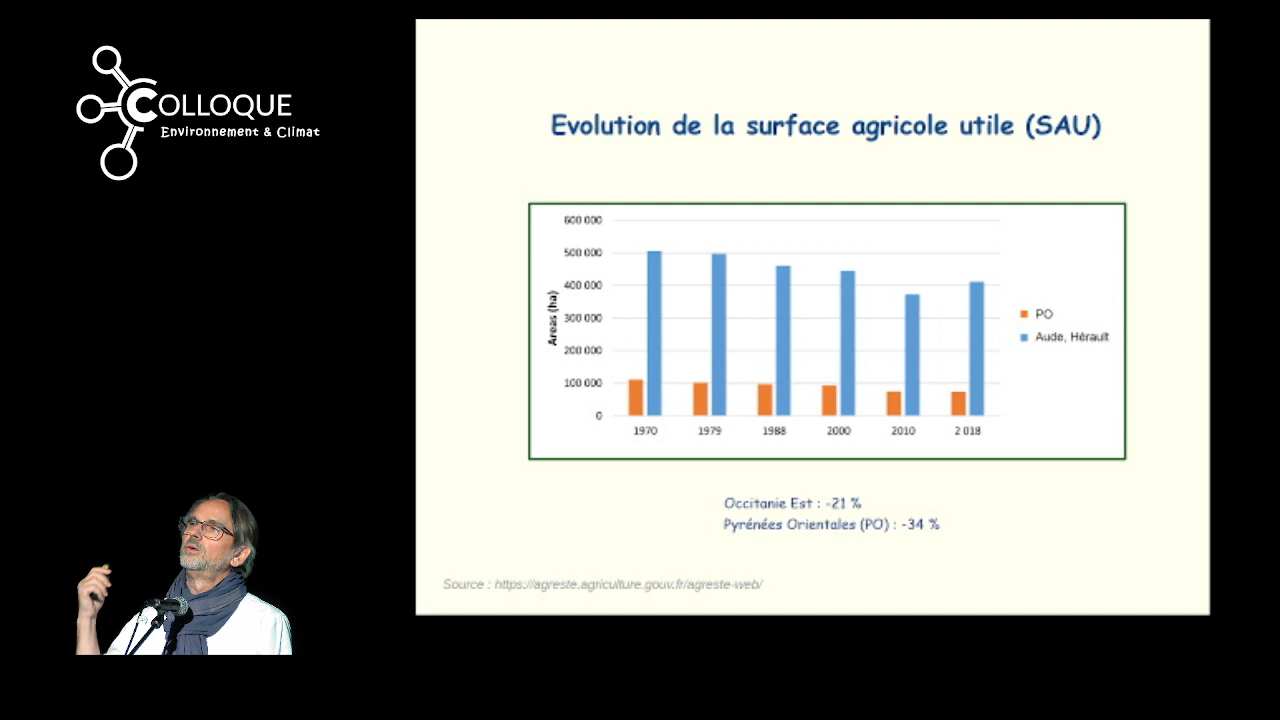 COLLOQUE
Environnement & Climat
Evolution de la surface agricole utile (SAU)
600 000
500 000
400 000
300 000
200 000
100 000
0
Areas (ha)
1970 1979 1988 2000 2010 2 018
PO
Aude, Hérault
Occitanie Est : -21 %
Pyrénées Orientales (PO) : -34 %
Source : https://agreste.agriculture.gouv.fr/agreste-web/